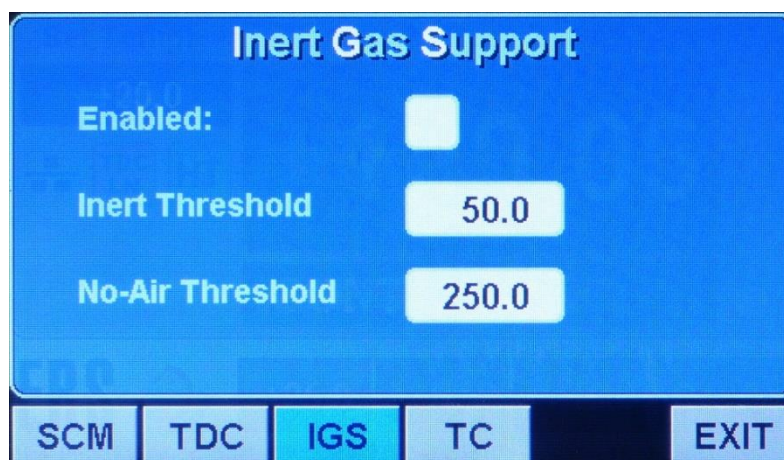 Inert Gas Support
Enabled:
Inert Threshold 50.0
No-Air Threshold 250.0
SCM TDC IGS TC EXIT